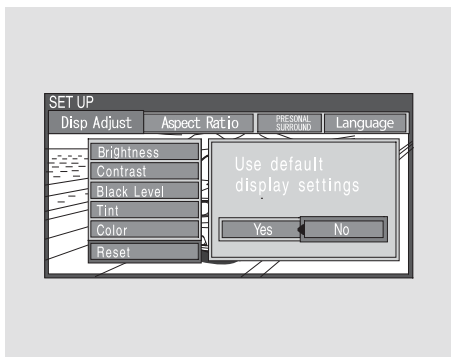 SET UP
Disp Adjust
Aspect Ratio
PRESONAL
SURROUND
Language
Brightness
Contrast
Black Level
Tint
Color
Reset
Use default
display settings
Yes
No